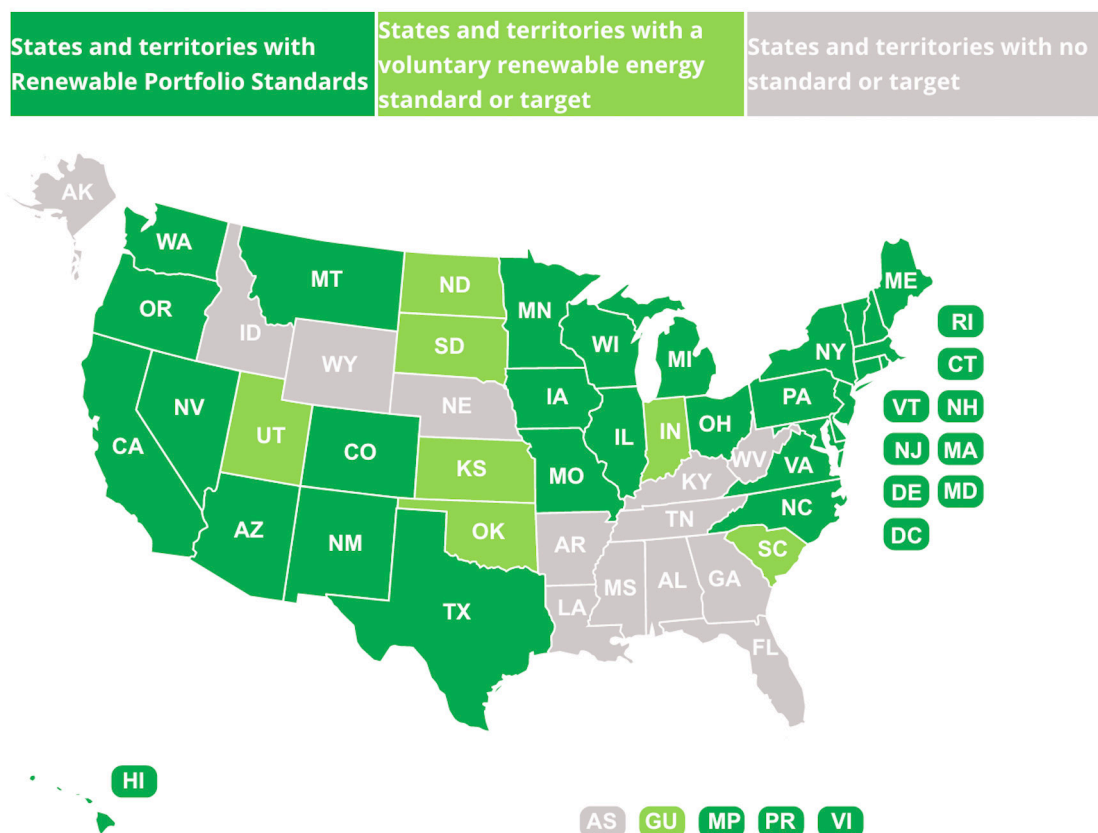 States and territories with
Renewable Portfolio Standards
States and territories with a
voluntary renewable energy
standard or target
States and territories with no
standard or target
AK
WA
MT
ND
MN
ME
OR
ID
SD
WI
MI
NY
RI
WY
CT
NV
NE
IA
PA
VT
NH
CA
UT
CO
KS
MO
IL
IN
OH
WV
VA
NJ
MA
KY
DE
MD
AZ
NM
OK
AR
TN
NC
DC
SC
TX
LA
MS
AL
GA
FL
HI
AS
GU
MP
PR
VI